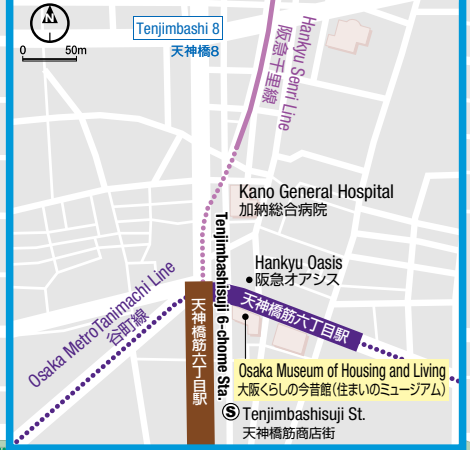 N
0 50m
Tenjimbashi 8
天神橋8
Hankyu Senri Line
阪急千里線
Kano General Hospital
加納総合病院
Tenjimbashisuji 6-chome Sta.
Hankyu Oasis
阪急オアシス
Osaka MetroTanimachi Line
谷町線
天神橋筋六丁目駅
天神橋筋六丁目駅
Osaka Museum of Housing and Living
大阪くらしの今昔館(住まいのミュージアム)
S Tenjimbashisuji St.
天神橋筋商店街